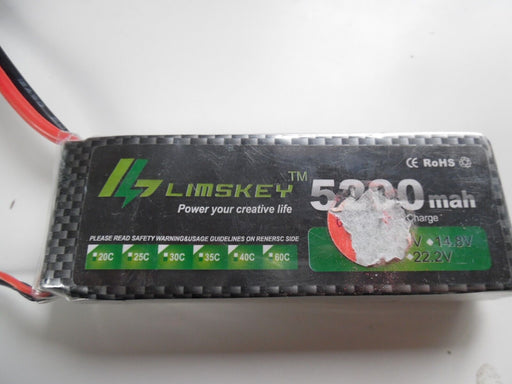 LIMSKEY™
Power your creative life
CE RoHS
5200mah
Charge
PLEASE READ SAFETY WARNING&USAGE GUIDELINES ON RENERSC SIDE
20C 25C 30C 35C 40C 60C
V 14.8V
22.2V